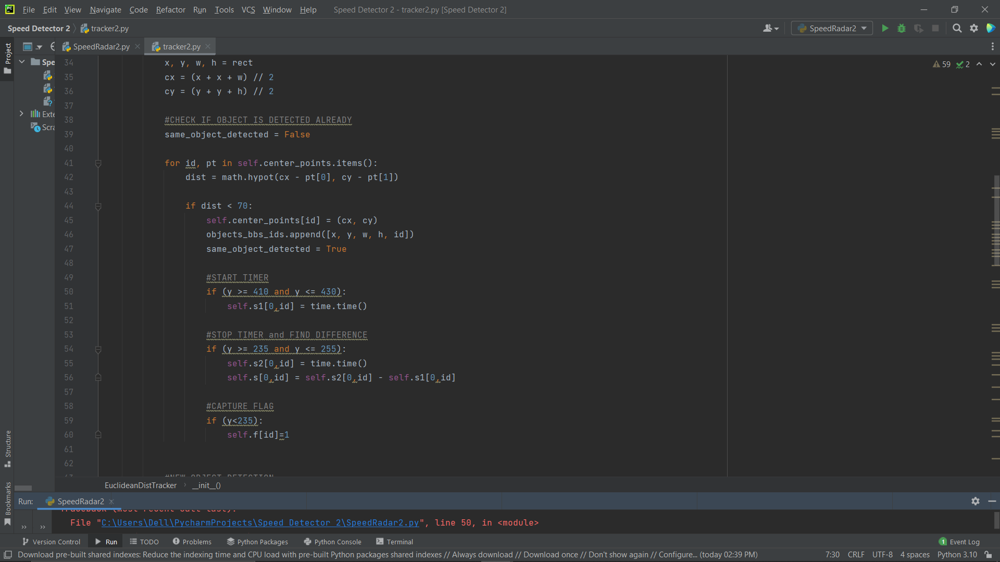 File Edit View Navigate Code Refactor Run Tools VCS Window Help Speed Detector 2 - tracker2.py [Speed Detector 2]
Speed Detector 2 tracker2.py SpeedRadar2
Project
SpeedRadar2.py tracker2.py
Spe
Exte
Scra
59 2
34 x, y, w, h = rect
35 cx = (x + x + w) // 2
36 cy = (y + y + h) // 2
37
38 #CHECK IF OBJECT IS DETECTED ALREADY
39 same_object_detected = False
40
41 for id, pt in self.center_points.items():
42 dist = math.hypot(cx - pt[0], cy - pt[1])
43
44 if dist < 70:
45 self.center_points[id] = (cx, cy)
46 objects_bbs_ids.append([x, y, w, h, id])
47 same_object_detected = True
48
49 #START TIMER
50 if (y >= 410 and y <= 430):
51 self.s1[0,id] = time.time()
52
53 #STOP TIMER and FIND DIFFERENCE
54 if (y >= 235 and y <= 255):
55 self.s2[0,id] = time.time()
56 self.s[0,id] = self.s2[0,id] - self.s1[0,id]
57
58 #CAPTURE FLAG
59 if (y<235):
60 self.f[id]=1
61
62
63 #NEW OBJECT DETECTION
EuclideanDistTracker __init__()
Structure
Bookmarks
Run: SpeedRadar2
Traceback (most recent call last):
File "C:\Users\Dell\PycharmProjects\Speed Detector 2\SpeedRadar2.py", line 50, in <module>
Version Control Run TODO Problems Python Packages Python Console Terminal 1 Event Log
Download pre-built shared indexes: Reduce the indexing time and CPU load with pre-built Python packages shared indexes // Always download // Download once // Don't show again // Configure... (today 02:39 PM) 7:30 CRLF UTF-8 4 spaces Python 3.10